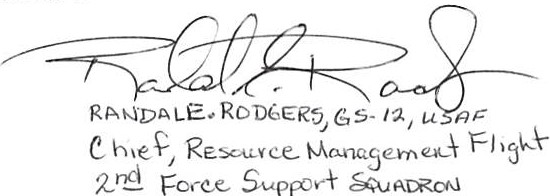 RANDALE. RODGERS, GS-12, USAF
Chief, Resource Management Flight
2nd Force Support SQUADRON